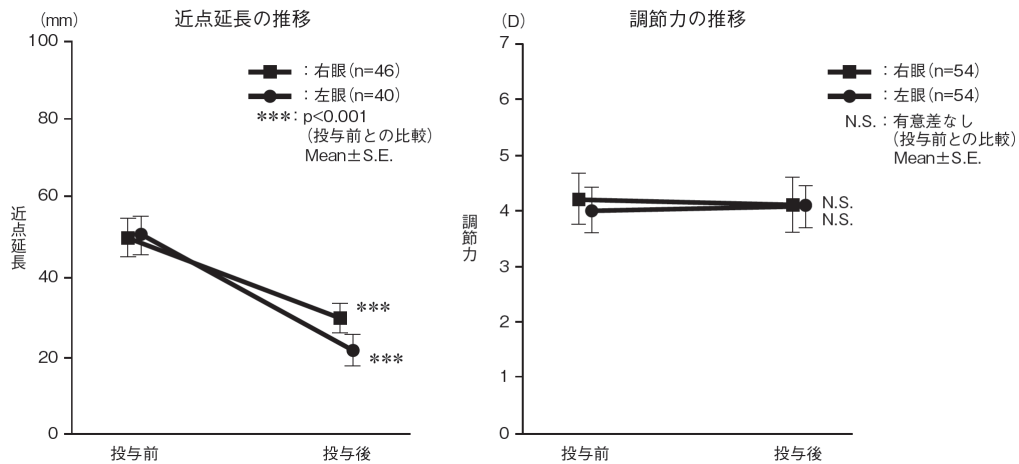 近点延長の推移
(mm)
100
80
60
40
20
0
近点延長
:右眼(n=46)
:左眼(n=40)
***:p<0.001
(投与前との比較)
Mean±S.E.
***
***
投与前
投与後
調節力の推移
(D)
7
6
5
4
3
2
1
0
調節力
:右眼(n=54)
:左眼(n=54)
N.S.:有意差なし
(投与前との比較)
Mean±S.E.
N.S.
N.S.
投与前
投与後